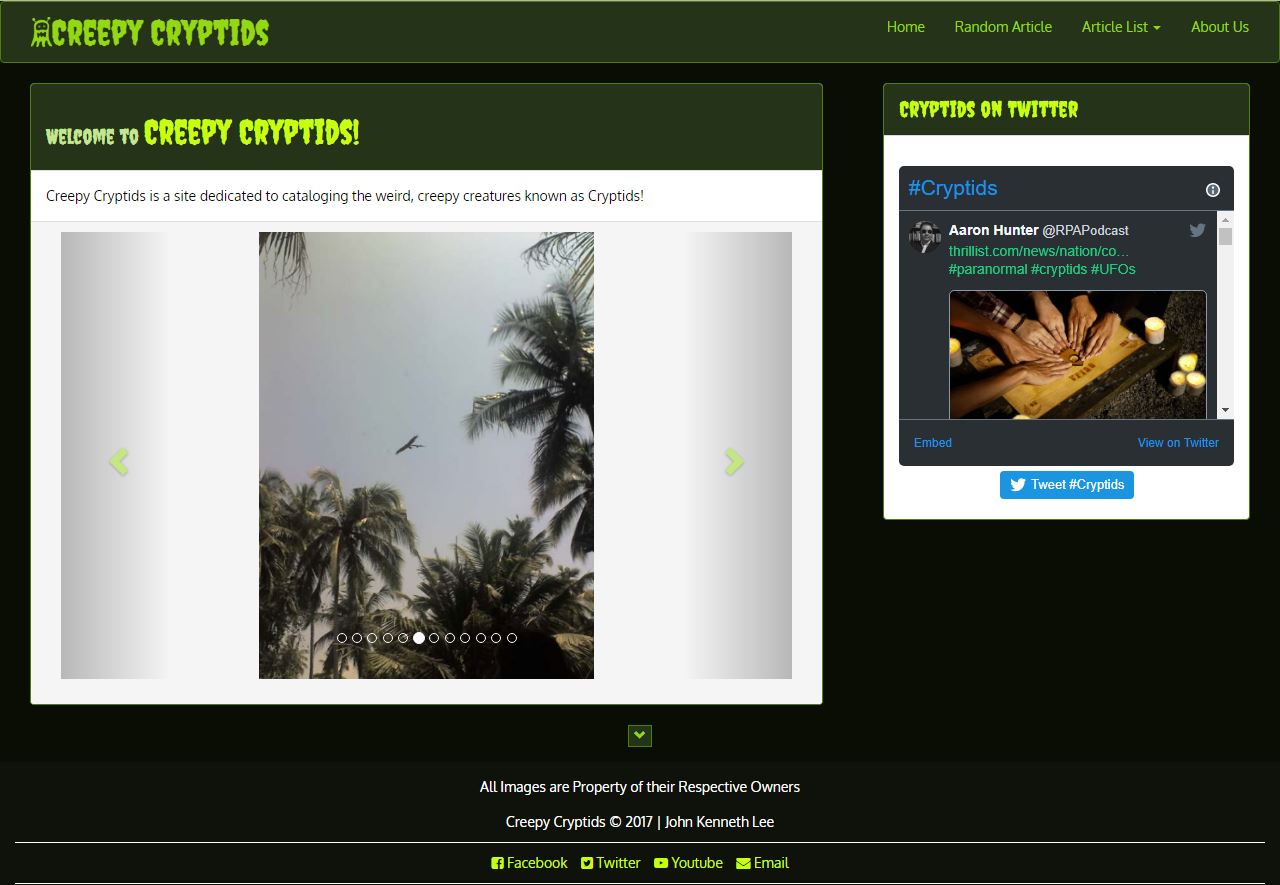 CREEPY CRYPTIDS
Home Random Article Article List About Us
WELCOME TO CREEPY CRYPTIDS!
Creepy Cryptids is a site dedicated to cataloging the weird, creepy creatures known as Cryptids!
CRYPTIDS ON TWITTER
#Cryptids
Aaron Hunter @RPAPodcast
thrillist.com/news/nation/co…
#paranormal #cryptids #UFOs
Embed View on Twitter
Tweet #Cryptids
All Images are Property of their Respective Owners
Creepy Cryptids © 2017 | John Kenneth Lee
Facebook Twitter Youtube Email